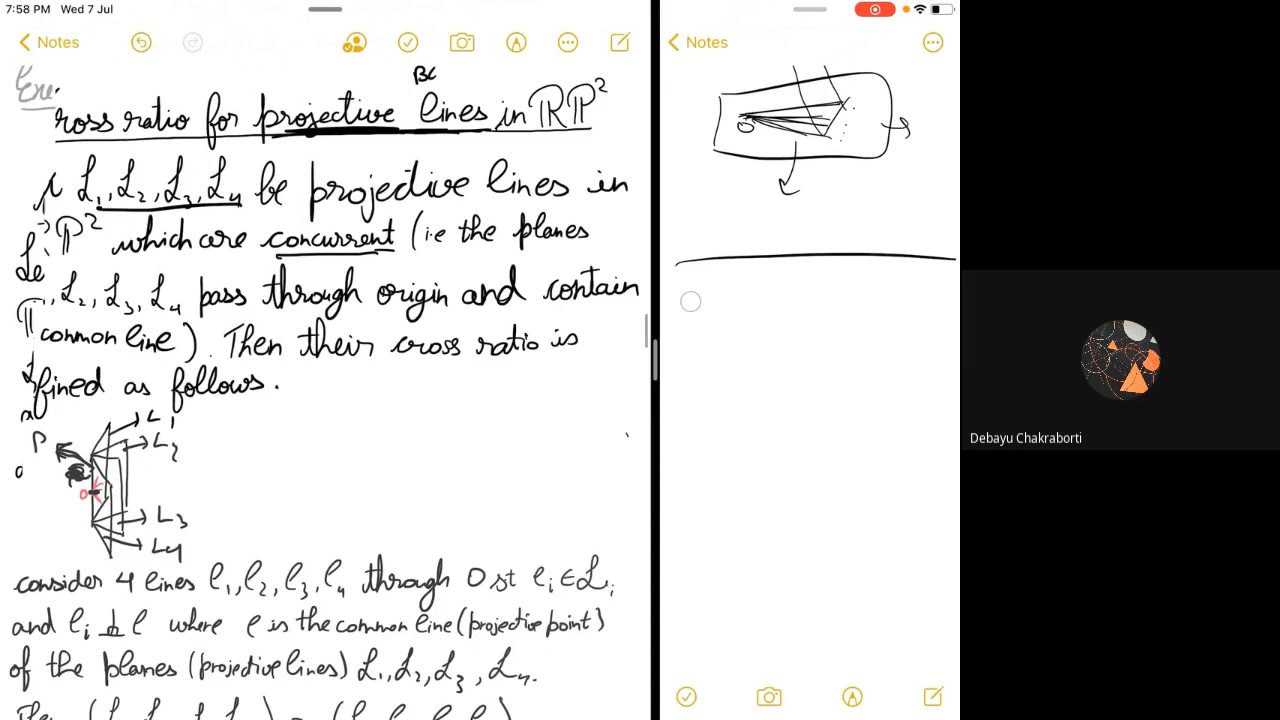 7:58 PM Wed 7 Jul
Notes
BC
ross ratio for projective lines in RP²
L₁, L₂, L₃, L₄ be projective lines in
P² which are concurrent (i.e the planes
, L₂, L₃, L₄ pass through origin and contain
common line). Then their cross ratio is
fined as follows.
P
L₁
L₂
O
L₃
L₄
consider 4 lines l₁, l₂, l₃, l₄ through O st lᵢ ∈ Lᵢ
and lᵢ ⊥ l where l is the common line (projective point)
of the planes (projective lines) L₁, L₂, L₃, L₄.
Notes
O
Debayu Chakraborti